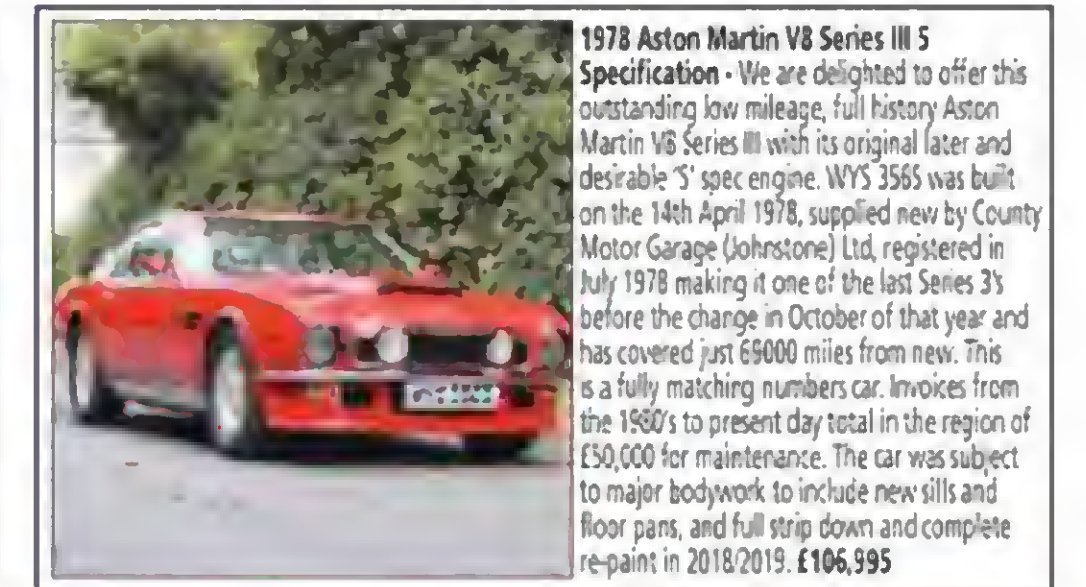 1978 Aston Martin V8 Series III S
Specification - We are delighted to offer this
outstanding low mileage, full history Aston
Martin V8 Series III with its original later and
desirable 'S' spec engine. WYS 356S was built
on the 14th April 1978, supplied new by County
Motor Garage (Johnstone) Ltd, registered in
July 1978 making it one of the last Series 3's
before the change in October of that year and
has covered just miles from new. This
is a fully matching numbers car. Invoices from
the to present day total in the region of
£50,000 for maintenance. The car was subject
to major bodywork to include new sills and
floor pans, and full strip down and complete
re-paint in 2018/2019. £106,995